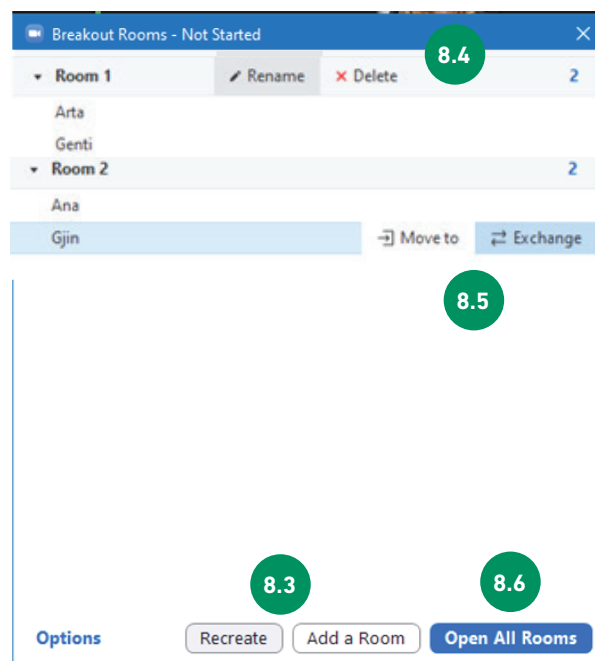 Breakout Rooms - Not Started
8.4
Room 1 Rename Delete 2
Arta
Genti
Room 2 2
Ana
Gjin Move to Exchange
8.5
8.3
8.6
Options Recreate Add a Room Open All Rooms